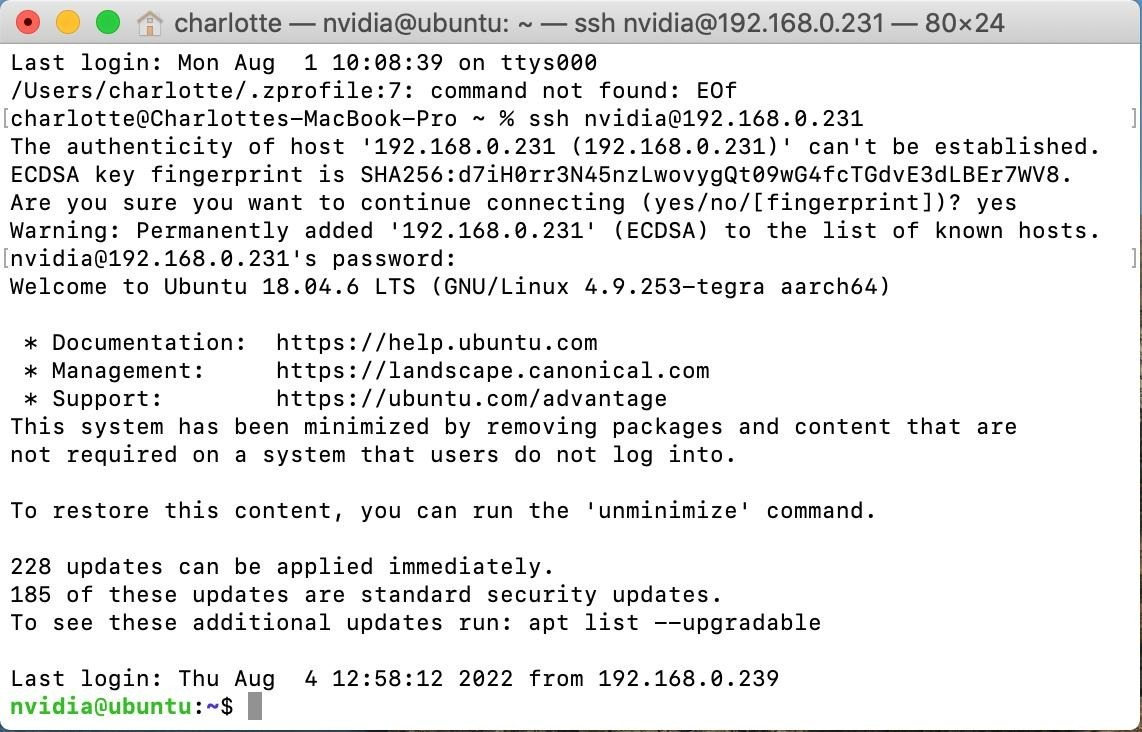 charlotte — nvidia@ubuntu: ~ — ssh nvidia@192.168.0.231 — 80×24
Last login: Mon Aug  1 10:08:39 on ttys000
/Users/charlotte/.zprofile:7: command not found: EOf
[charlotte@Charlottes-MacBook-Pro ~ % ssh nvidia@192.168.0.231                  ]
The authenticity of host '192.168.0.231 (192.168.0.231)' can't be established.
ECDSA key fingerprint is SHA256:d7iH0rr3N45nzLwovygQt09wG4fcTGdvE3dLBEr7WV8.
Are you sure you want to continue connecting (yes/no/[fingerprint])? yes
Warning: Permanently added '192.168.0.231' (ECDSA) to the list of known hosts.
[nvidia@192.168.0.231's password:                                               ]
Welcome to Ubuntu 18.04.6 LTS (GNU/Linux 4.9.253-tegra aarch64)

 * Documentation:  https://help.ubuntu.com
 * Management:     https://landscape.canonical.com
 * Support:        https://ubuntu.com/advantage
This system has been minimized by removing packages and content that are
not required on a system that users do not log into.

To restore this content, you can run the 'unminimize' command.

228 updates can be applied immediately.
185 of these updates are standard security updates.
To see these additional updates run: apt list --upgradable

Last login: Thu Aug  4 12:58:12 2022 from 192.168.0.239
nvidia@ubuntu:~$